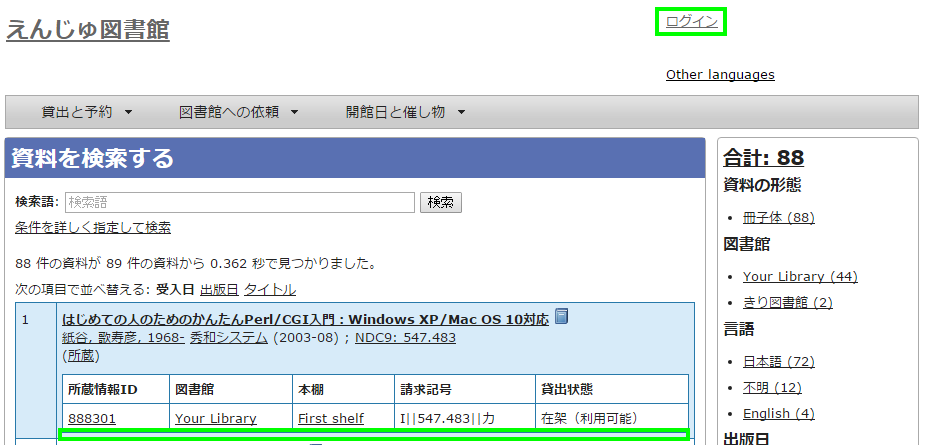 えんじゅ図書館
ログイン
Other languages
貸出と予約 図書館への依頼 開館日と催し物
資料を検索する
検索語: 検索語 検索
条件を詳しく指定して検索
88 件の資料が 89 件の資料から 0.362 秒で見つかりました。
次の項目で並べ替える: 受入日 出版日 タイトル
1 はじめての人のためのかんたんPerl/CGI入門 : Windows XP/Mac OS 10対応
紙谷, 歌寿彦, 1968- 秀和システム (2003-08) ; NDC9: 547.483
(所蔵)
所蔵情報ID 図書館 本棚 請求記号 貸出状態
888301 Your Library First shelf I||547.483||カ 在架（利用可能）
合計: 88
資料の形態
冊子体 (88)
図書館
Your Library (44)
きり図書館 (2)
言語
日本語 (72)
不明 (12)
English (4)
出版日